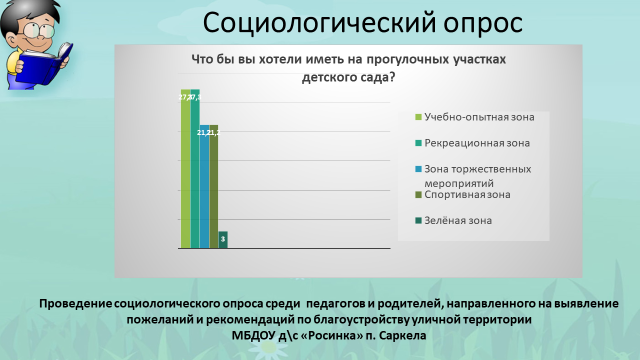 Социологический опрос
Что бы вы хотели иметь на прогулочных участках
детского сада?
3
Учебно-опытная зона
Рекреационная зона
Зона торжественных
мероприятий
Спортивная зона
Зелёная зона
Проведение социологического опроса среди педагогов и родителей, направленного на выявление
пожеланий и рекомендаций по благоустройству уличной территории
МБДОУ д\с «Росинка» п. Саркела